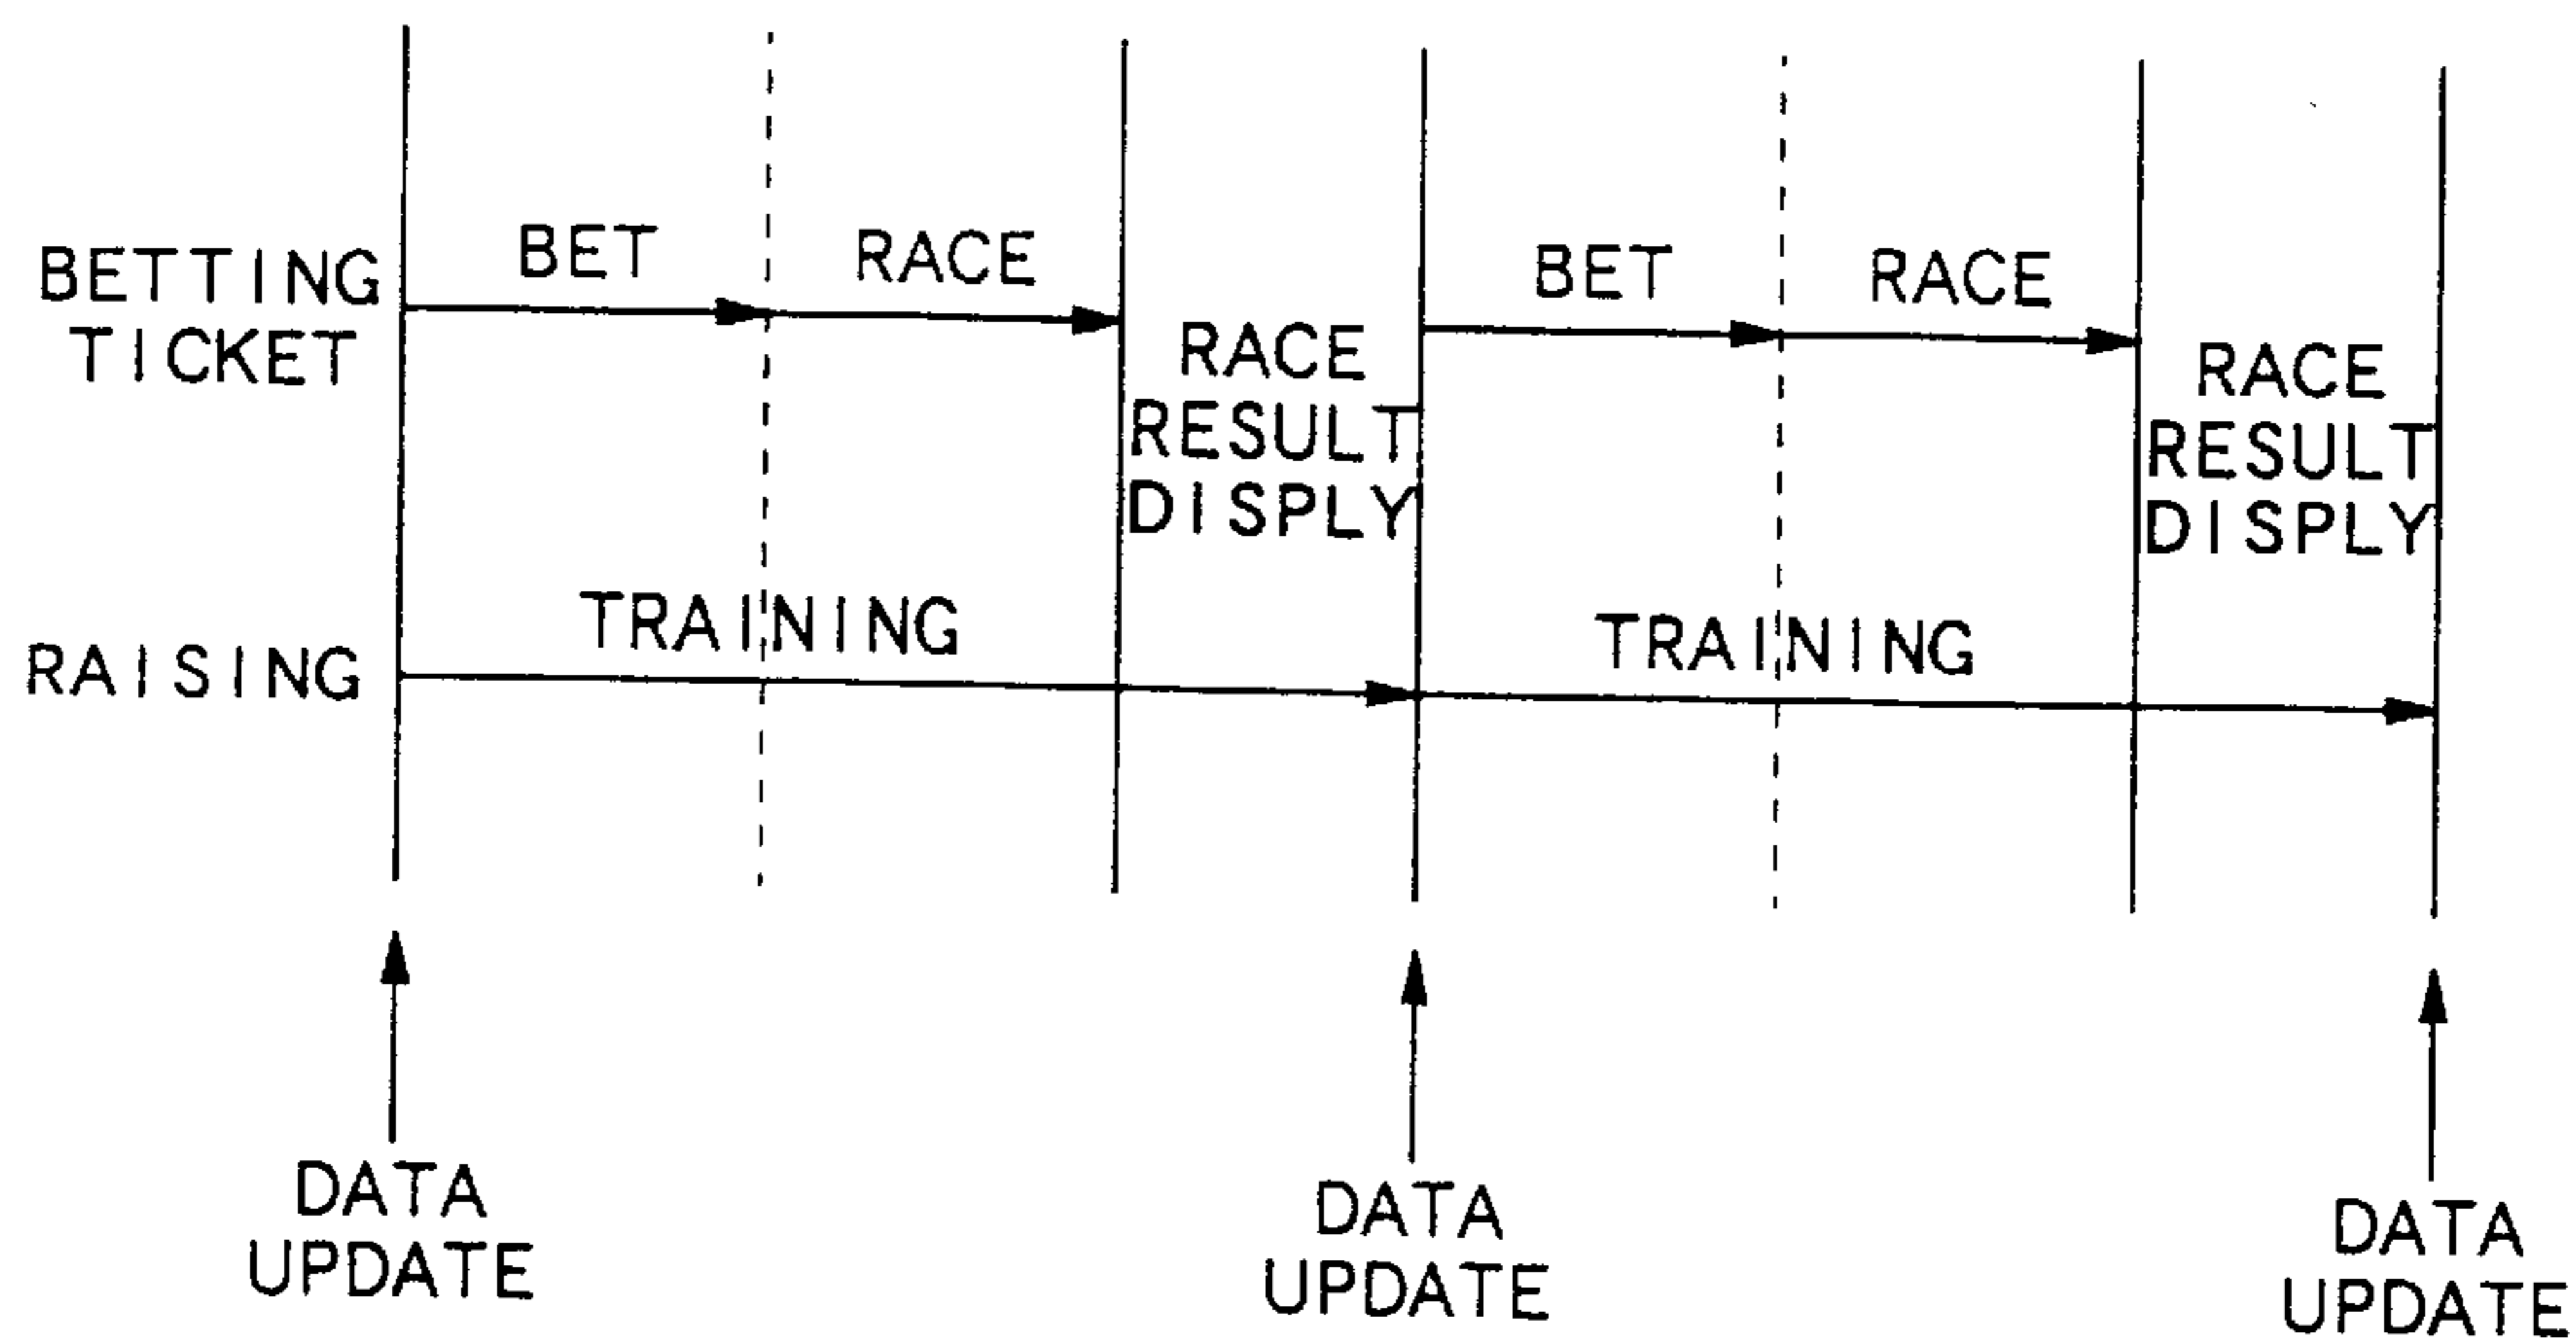 BETTING
TICKET
BET
RACE
RACE
RESULT
DISPLY
BET
RACE
RACE
RESULT
DISPLY
RAISING
TRAINING
TRAINING
DATA
UPDATE
DATA
UPDATE
DATA
UPDATE